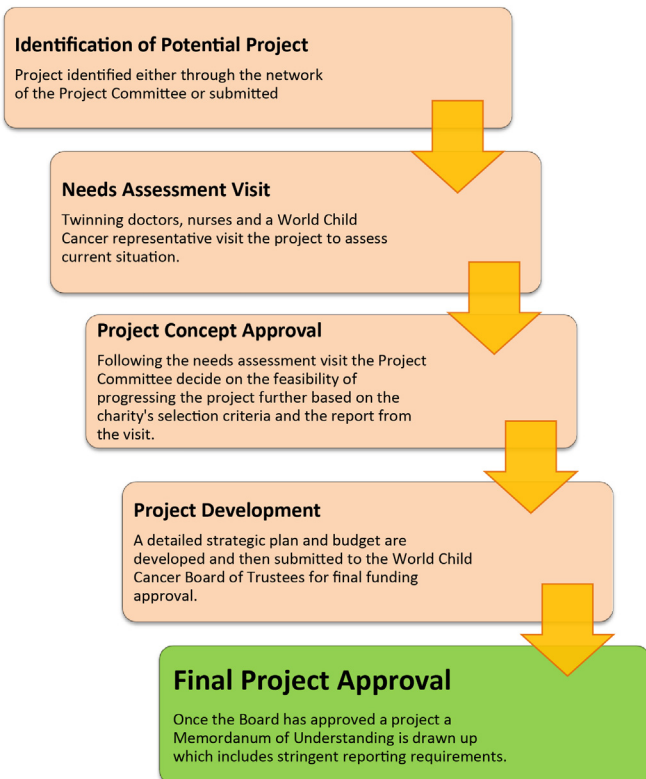 Identification of Potential Project
Project identified either through the network
of the Project Committee or submitted
Needs Assessment Visit
Twinning doctors, nurses and a World Child
Cancer representative visit the project to assess
current situation.
Project Concept Approval
Following the needs assessment visit the Project
Committee decide on the feasibility of
progressing the project further based on the
charity's selection criteria and the report from
the visit.
Project Development
A detailed strategic plan and budget are
developed and then submitted to the World Child
Cancer Board of Trustees for final funding
approval.
Final Project Approval
Once the Board has approved a project a
Memordanum of Understanding is drawn up
which includes stringent reporting requirements.